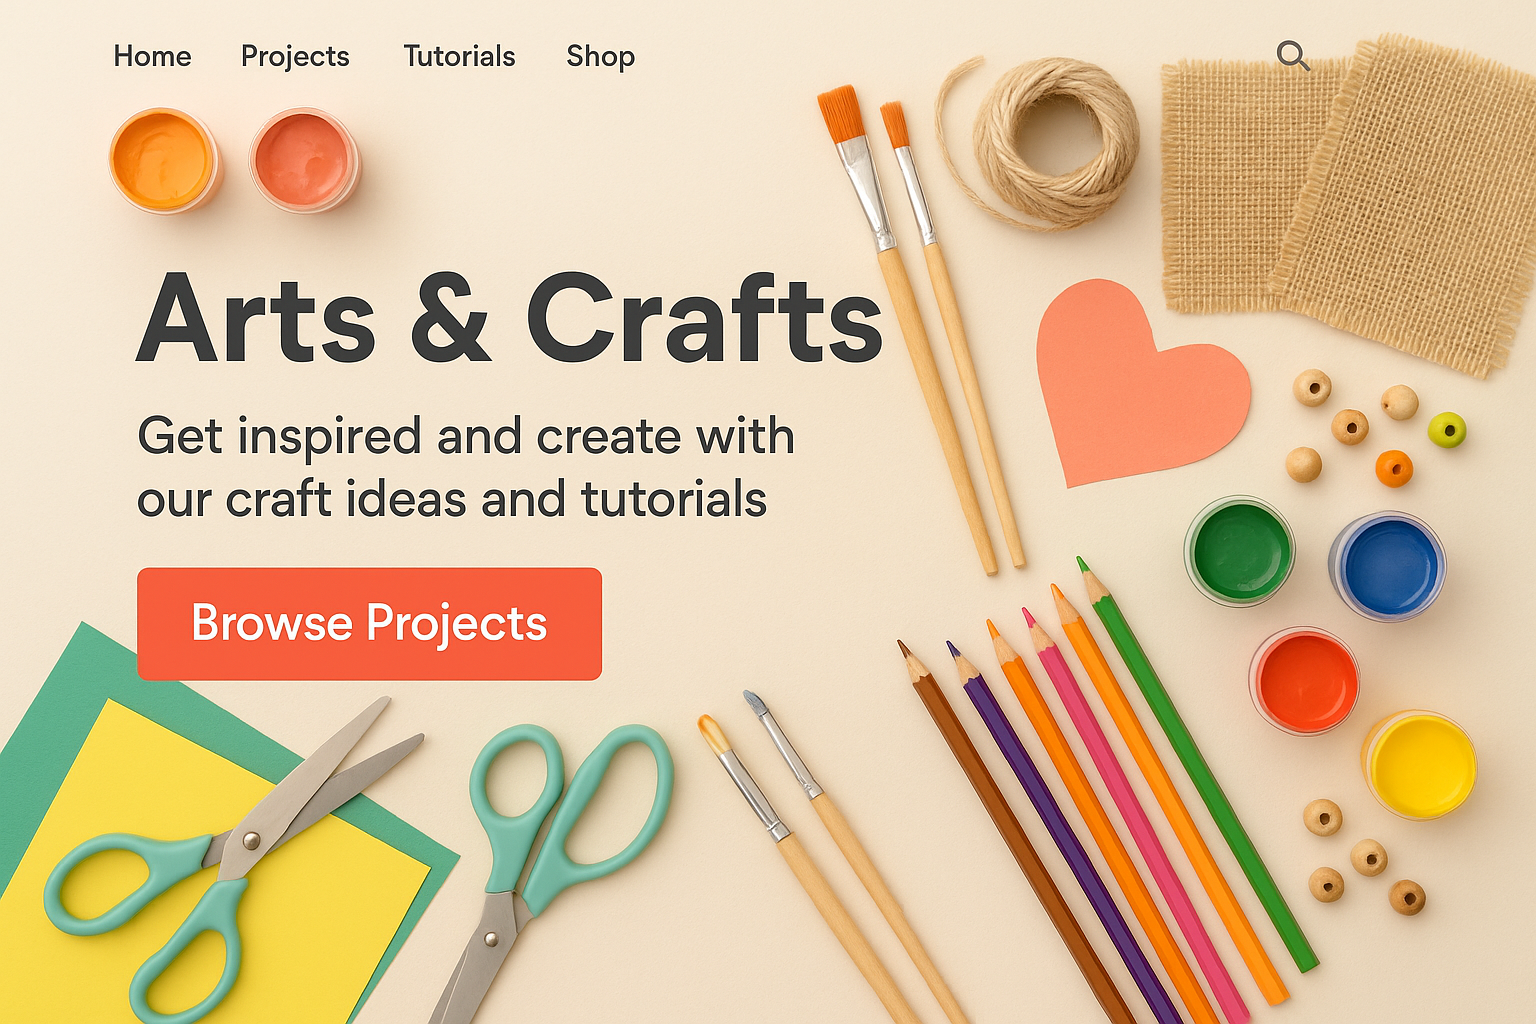 Home Projects Tutorials Shop
Arts & Crafts
Get inspired and create with
our craft ideas and tutorials
Browse Projects